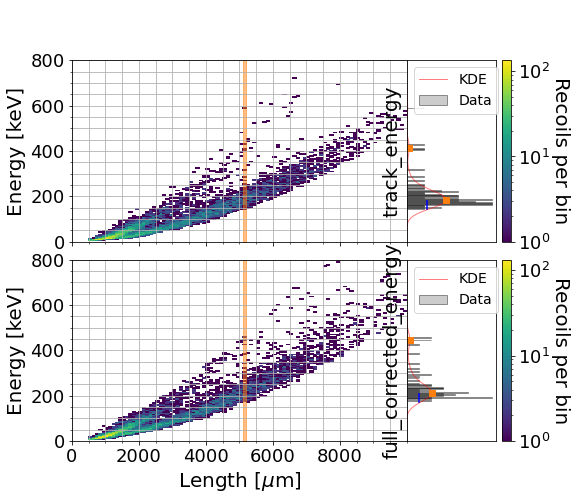 800
600
400
200
0
Energy [keV]
track_energy
KDE
Data
10²
10¹
10⁰
Recoils per bin
800
600
400
200
0
Energy [keV]
full_corrected_energy
KDE
Data
10²
10¹
10⁰
Recoils per bin
0 2000 4000 6000 8000
Length [μm]